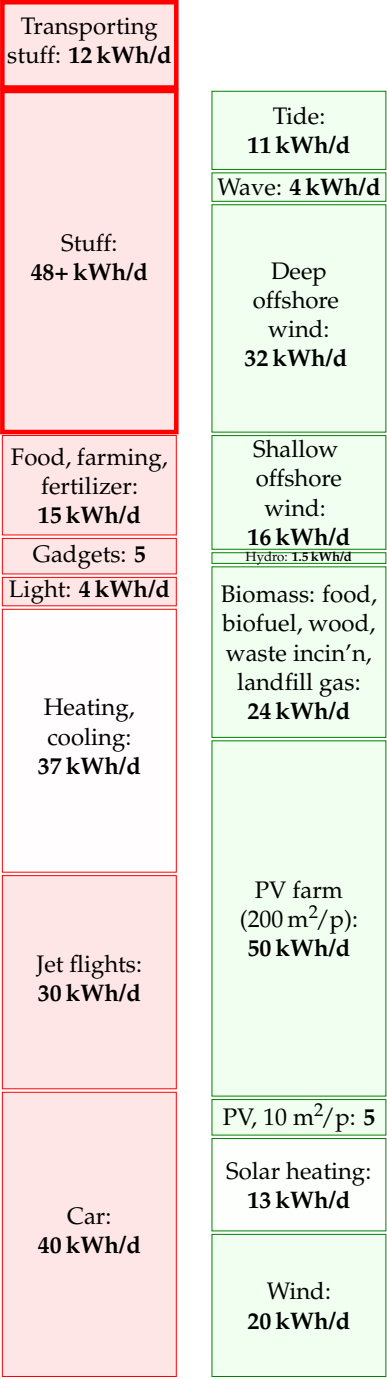 Transporting
stuff: 12 kWh/d
Stuff:
48+ kWh/d
Food, farming,
fertilizer:
15 kWh/d
Gadgets: 5
Light: 4 kWh/d
Heating,
cooling:
37 kWh/d
Jet flights:
30 kWh/d
Car:
40 kWh/d
Tide:
11 kWh/d
Wave: 4 kWh/d
Deep
offshore
wind:
32 kWh/d
Shallow
offshore
wind:
16 kWh/d
Hydro: 1.5 kWh/d
Biomass: food,
biofuel, wood,
waste incin’n,
landfill gas:
24 kWh/d
PV farm
(200 m²/p):
50 kWh/d
PV, 10 m²/p: 5
Solar heating:
13 kWh/d
Wind:
20 kWh/d